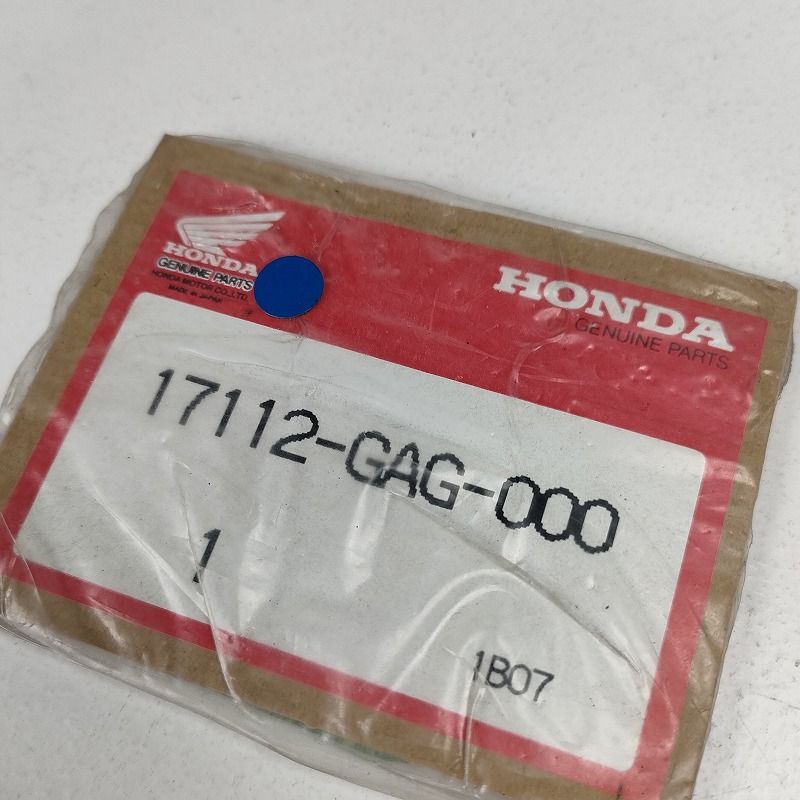 HONDA
GENUINE PARTS
HONDA MOTOR CO.,LTD.
MADE IN JAPAN
HONDA
GENUINE PARTS
17112-GAG-000
1
1B07